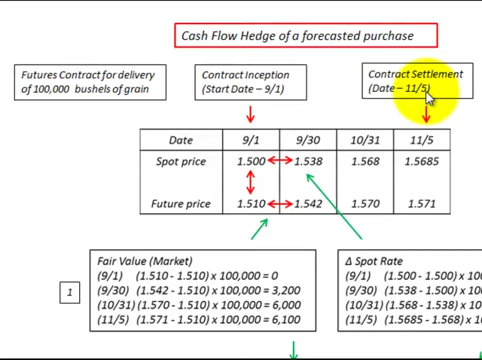 Cash Flow Hedge of a forecasted purchase
Futures Contract for delivery
of 100,000 bushels of grain
Contract Inception
(Start Date – 9/1)
Contract Settlement
(Date – 11/5)
Date 9/1 9/30 10/31 11/5
Spot price 1.500 1.538 1.568 1.5685
Future price 1.510 1.542 1.570 1.571
1
Fair Value (Market)
(9/1) (1.510 - 1.510) x 100,000 = 0
(9/30) (1.542 - 1.510) x 100,000 = 3,200
(10/31) (1.570 - 1.510) x 100,000 = 6,000
(11/5) (1.571 - 1.510) x 100,000 = 6,100
Δ Spot Rate
(9/1) (1.500 - 1.500) x 100
(9/30) (1.538 - 1.500) x 100
(10/31) (1.568 - 1.538) x 10
(11/5) (1.5685 - 1.568) x 10